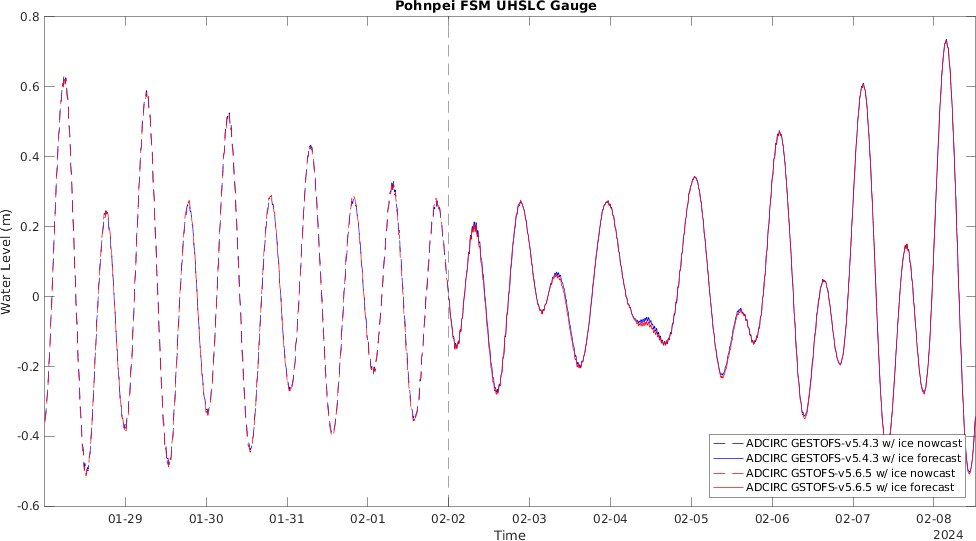 Pohnpei FSM UHSLC Gauge
0.8
0.6
0.4
0.2
0
-0.2
-0.4
-0.6
Water Level (m)
01-29
01-30
01-31
02-01
02-02
02-03
02-04
02-05
02-06
02-07
02-08
Time
2024
ADCIRC GESTOFS-v5.4.3 w/ ice nowcast
ADCIRC GESTOFS-v5.4.3 w/ ice forecast
ADCIRC GSTOFS-v5.6.5 w/ ice nowcast
ADCIRC GSTOFS-v5.6.5 w/ ice forecast